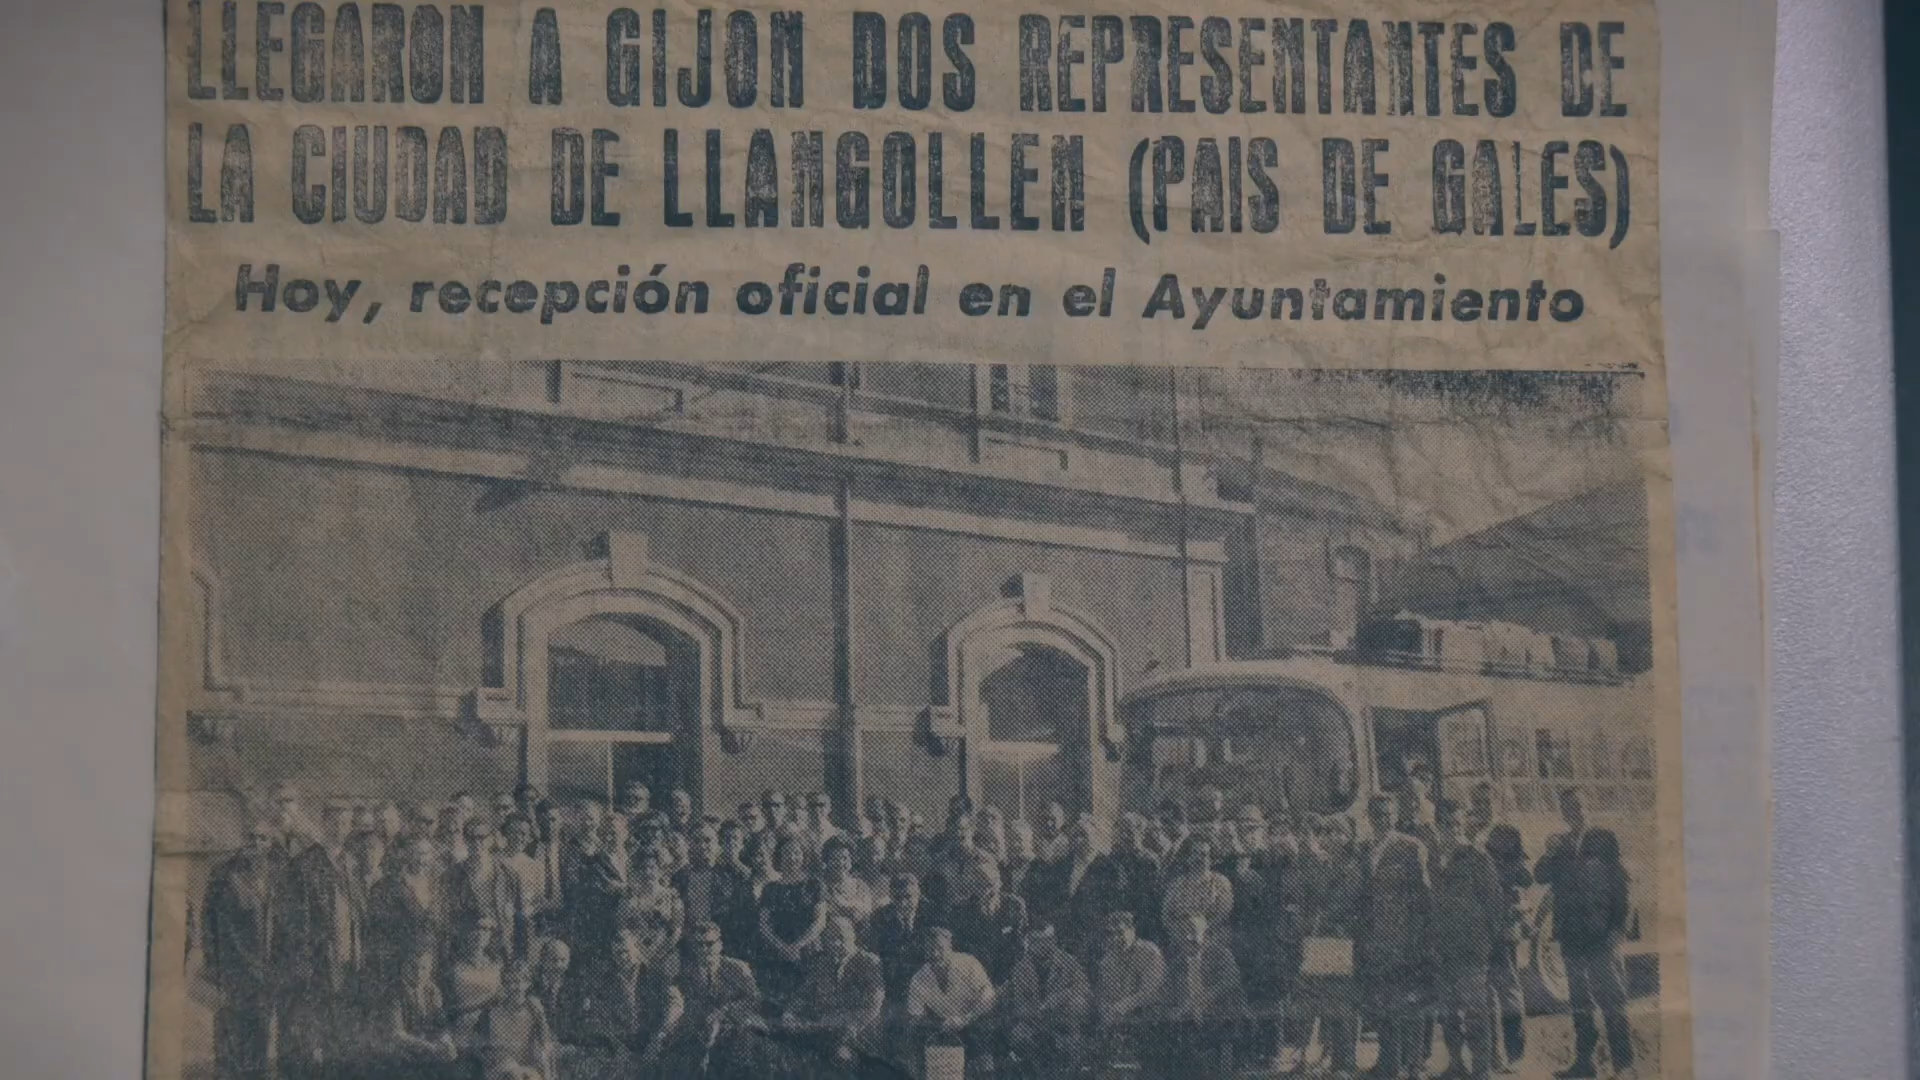 LLEGARON A GIJON DOS REPRESENTANTES DE
LA CIUDAD DE LLANGOLLEN (PAIS DE GALES)
Hoy, recepción oficial en el Ayuntamiento